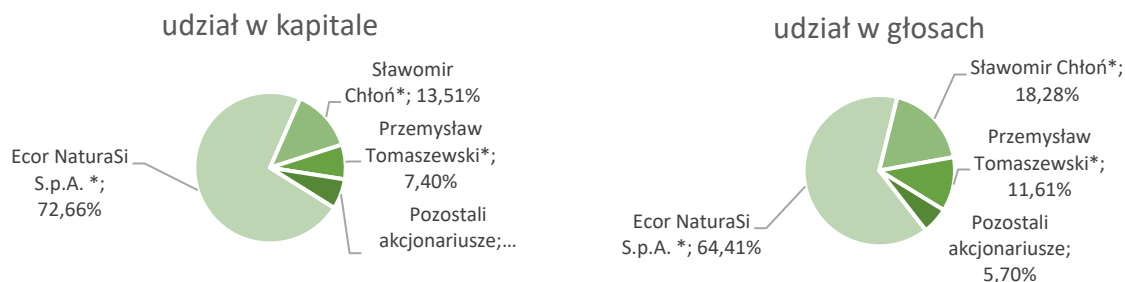 udział w kapitale
Sławomir
Chłoń*; 13,51%
Przemysław
Tomaszewski*;
7,40%
Ecor NaturaSi
S.p.A. *;
72,66%
Pozostali
akcjonariusze;...
udział w głosach
Sławomir Chłoń*;
18,28%
Przemysław
Tomaszewski*;
11,61%
Ecor NaturaSi
S.p.A. *; 64,41%
Pozostali
akcjonariusze;
5,70%